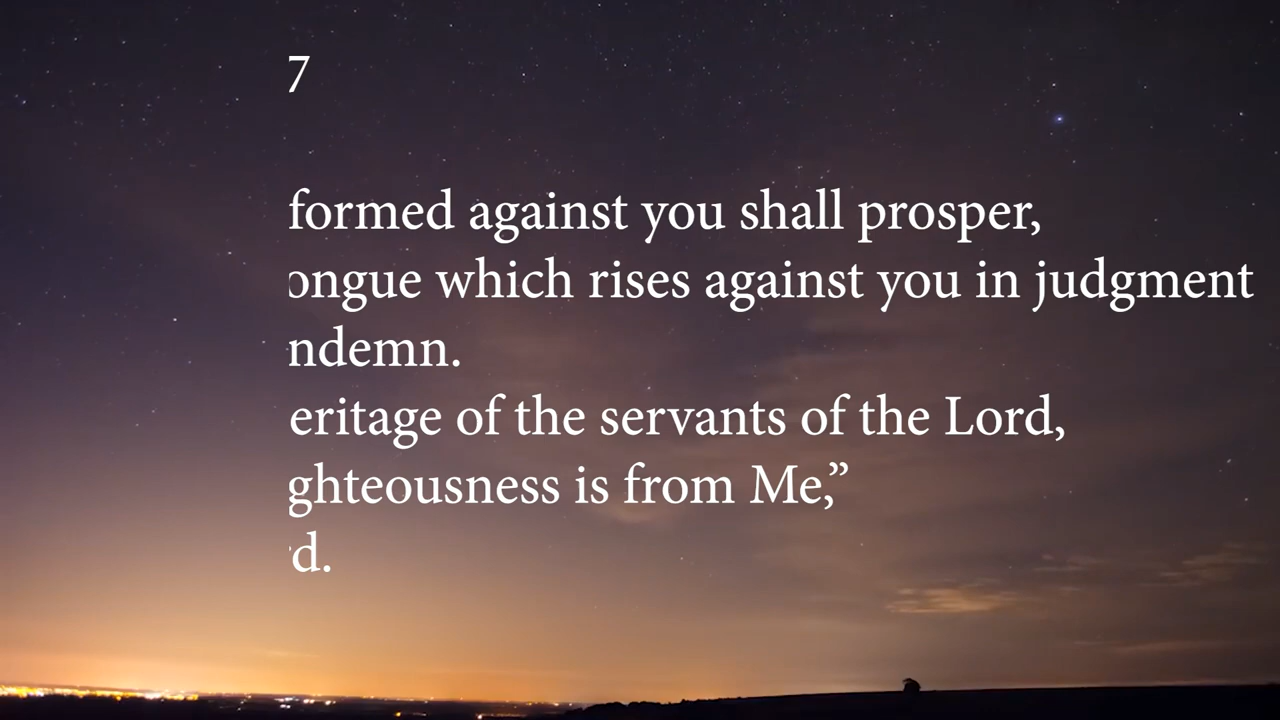 7
formed against you shall prosper,
ongue which rises against you in judgment
ndemn.
eritage of the servants of the Lord,
ghteousness is from Me,”
d.